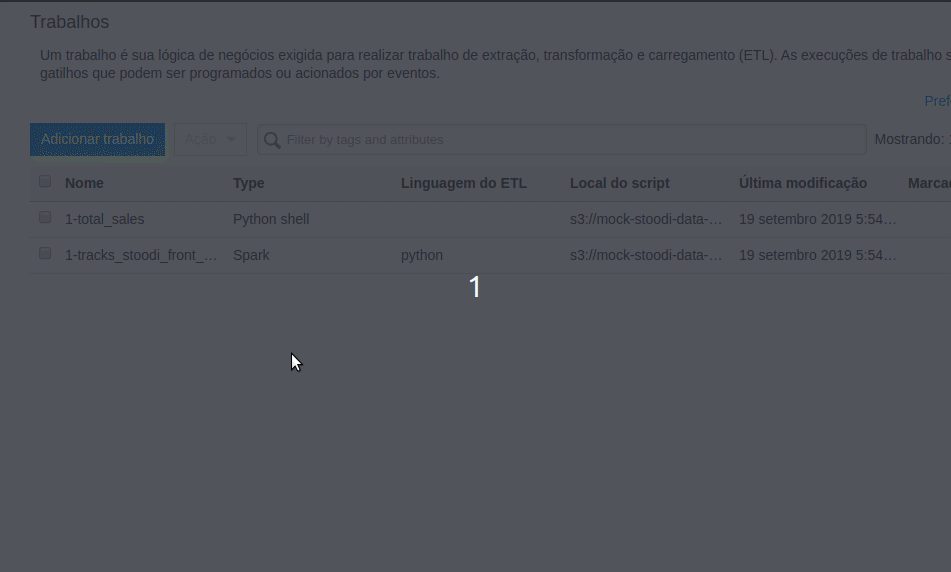 Trabalhos
Um trabalho é sua lógica de negócios exigida para realizar trabalho de extração, transformação e carregamento (ETL). As execuções de trabalho s
gatilhos que podem ser programados ou acionados por eventos.
Pref
Adicionar trabalho Ação Filter by tags and attributes Mostrando: 1
Nome Type Linguagem do ETL Local do script Última modificação Marcad
1-total_sales Python shell s3://mock-stoodi-data-... 19 setembro 2019 5:54...
1-tracks_stoodi_front_... Spark python s3://mock-stoodi-data-... 19 setembro 2019 5:54...
1